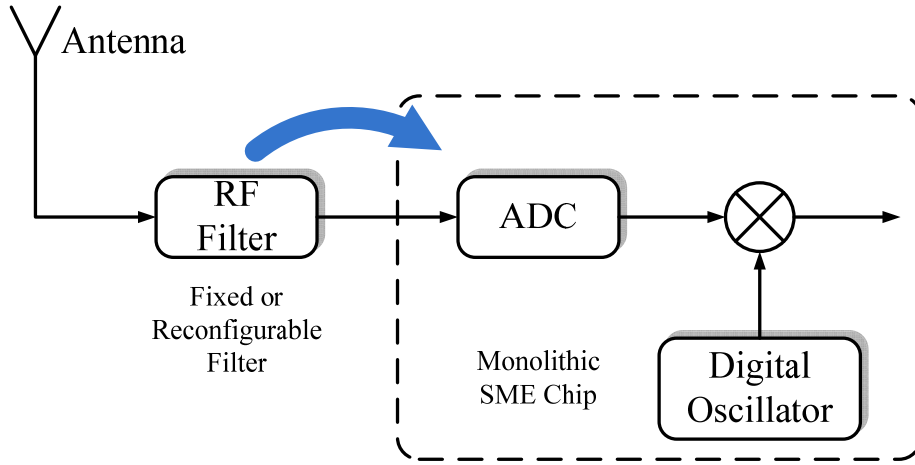 Antenna
RF
Filter
ADC
Fixed or
Reconfigurable
Filter
Monolithic
SME Chip
Digital
Oscillator